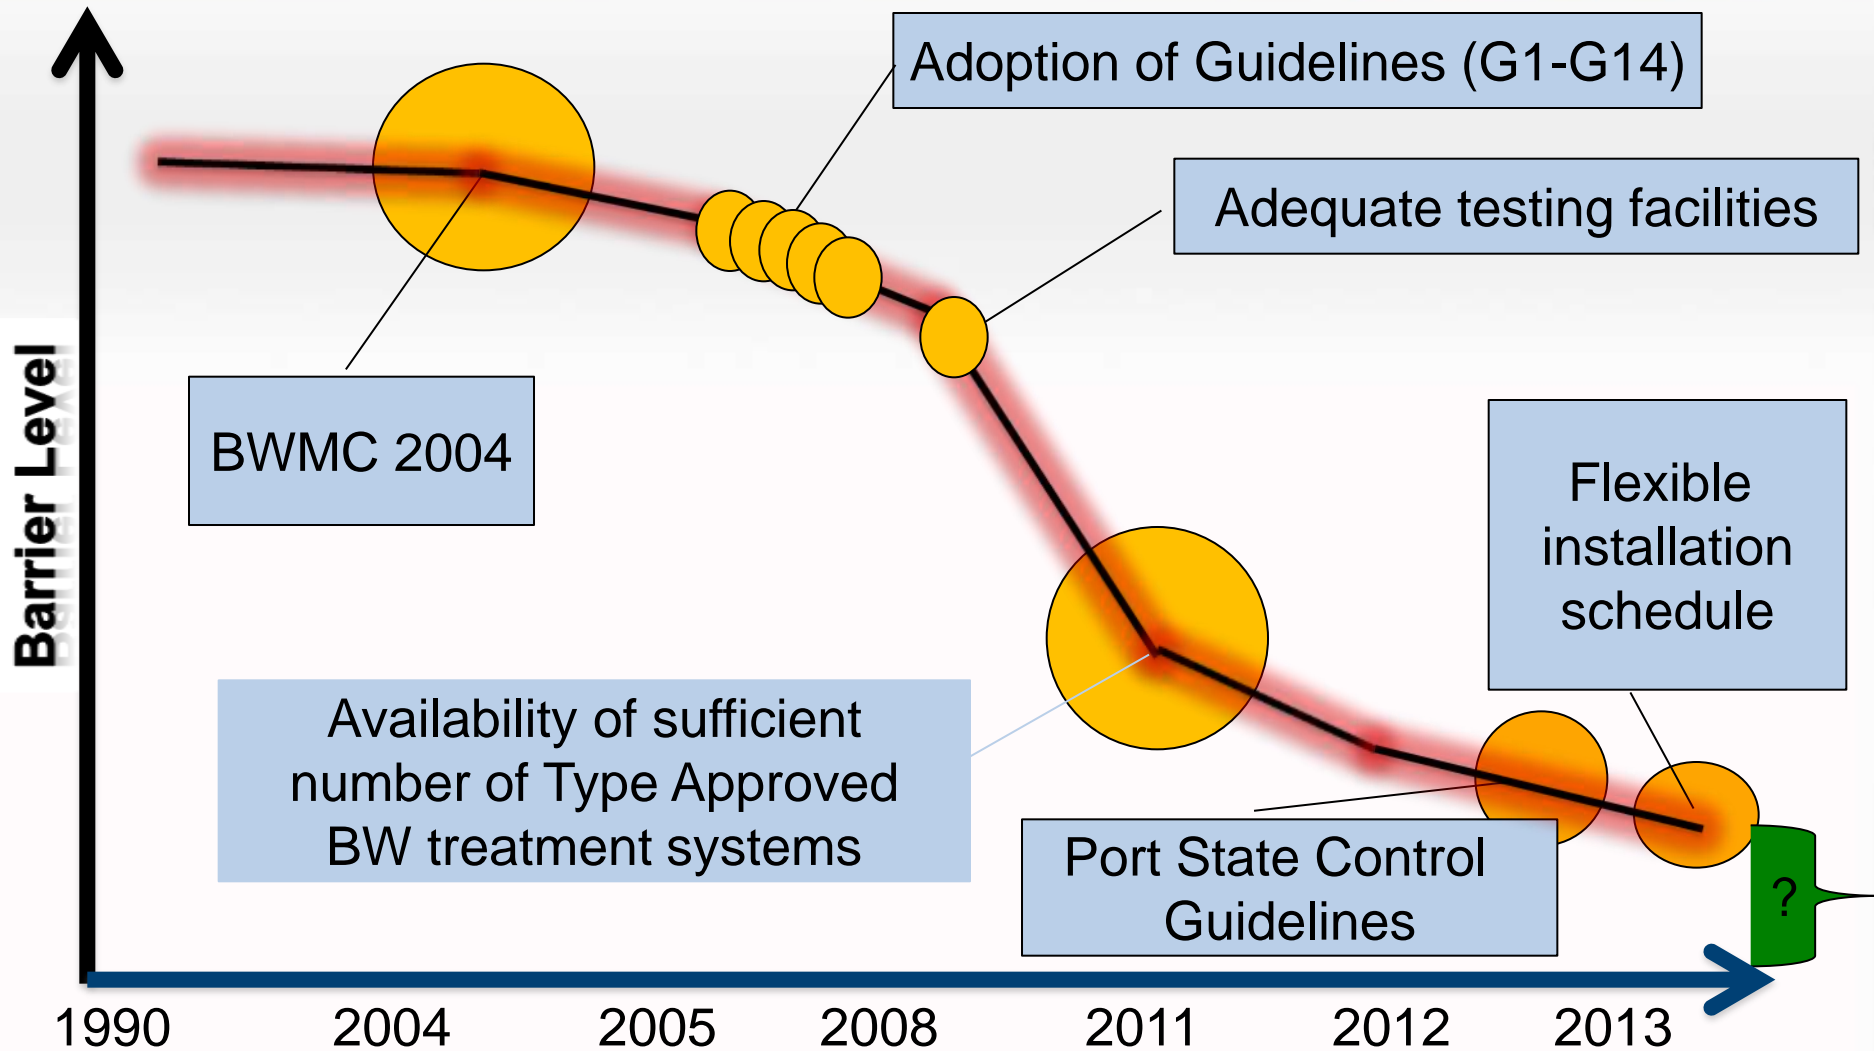 Adoption of Guidelines (G1-G14)
Adequate testing facilities
BWMC 2004
Barrier Level
Flexible
installation
schedule
Availability of sufficient
number of Type Approved
BW treatment systems
Port State Control
Guidelines
?
1990 2004 2005 2008 2011 2012 2013